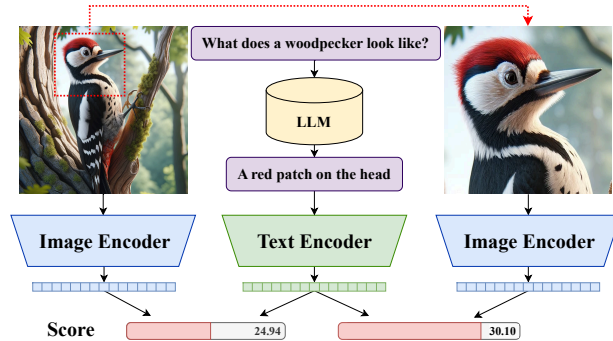 What does a woodpecker look like?
LLM
A red patch on the head
Image Encoder
Text Encoder
Image Encoder
Score
24.94
30.10